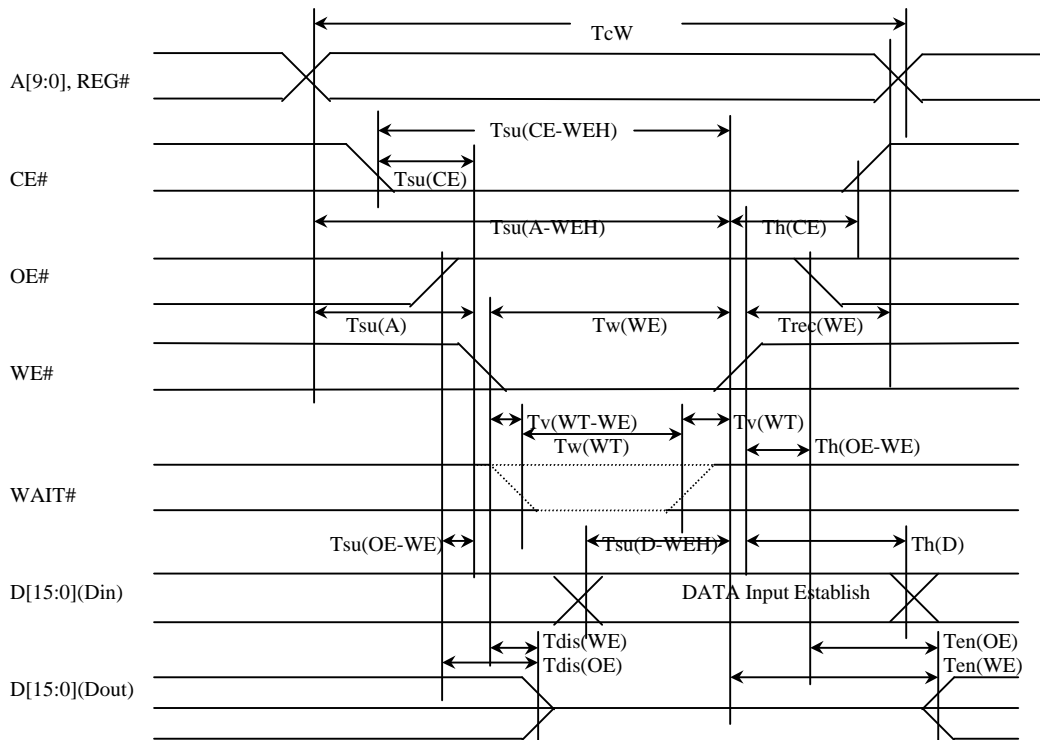 TcW
A[9:0], REG#
Tsu(CE-WEH)
CE#
Tsu(CE)
Tsu(A-WEH)
Th(CE)
OE#
Tsu(A)
Tw(WE)
Trec(WE)
WE#
Tv(WT-WE)
Tv(WT)
Tw(WT)
Th(OE-WE)
WAIT#
Tsu(OE-WE)
Tsu(D-WEH)
Th(D)
D[15:0](Din)
DATA Input Establish
Tdis(WE)
Ten(OE)
Tdis(OE)
Ten(WE)
D[15:0](Dout)